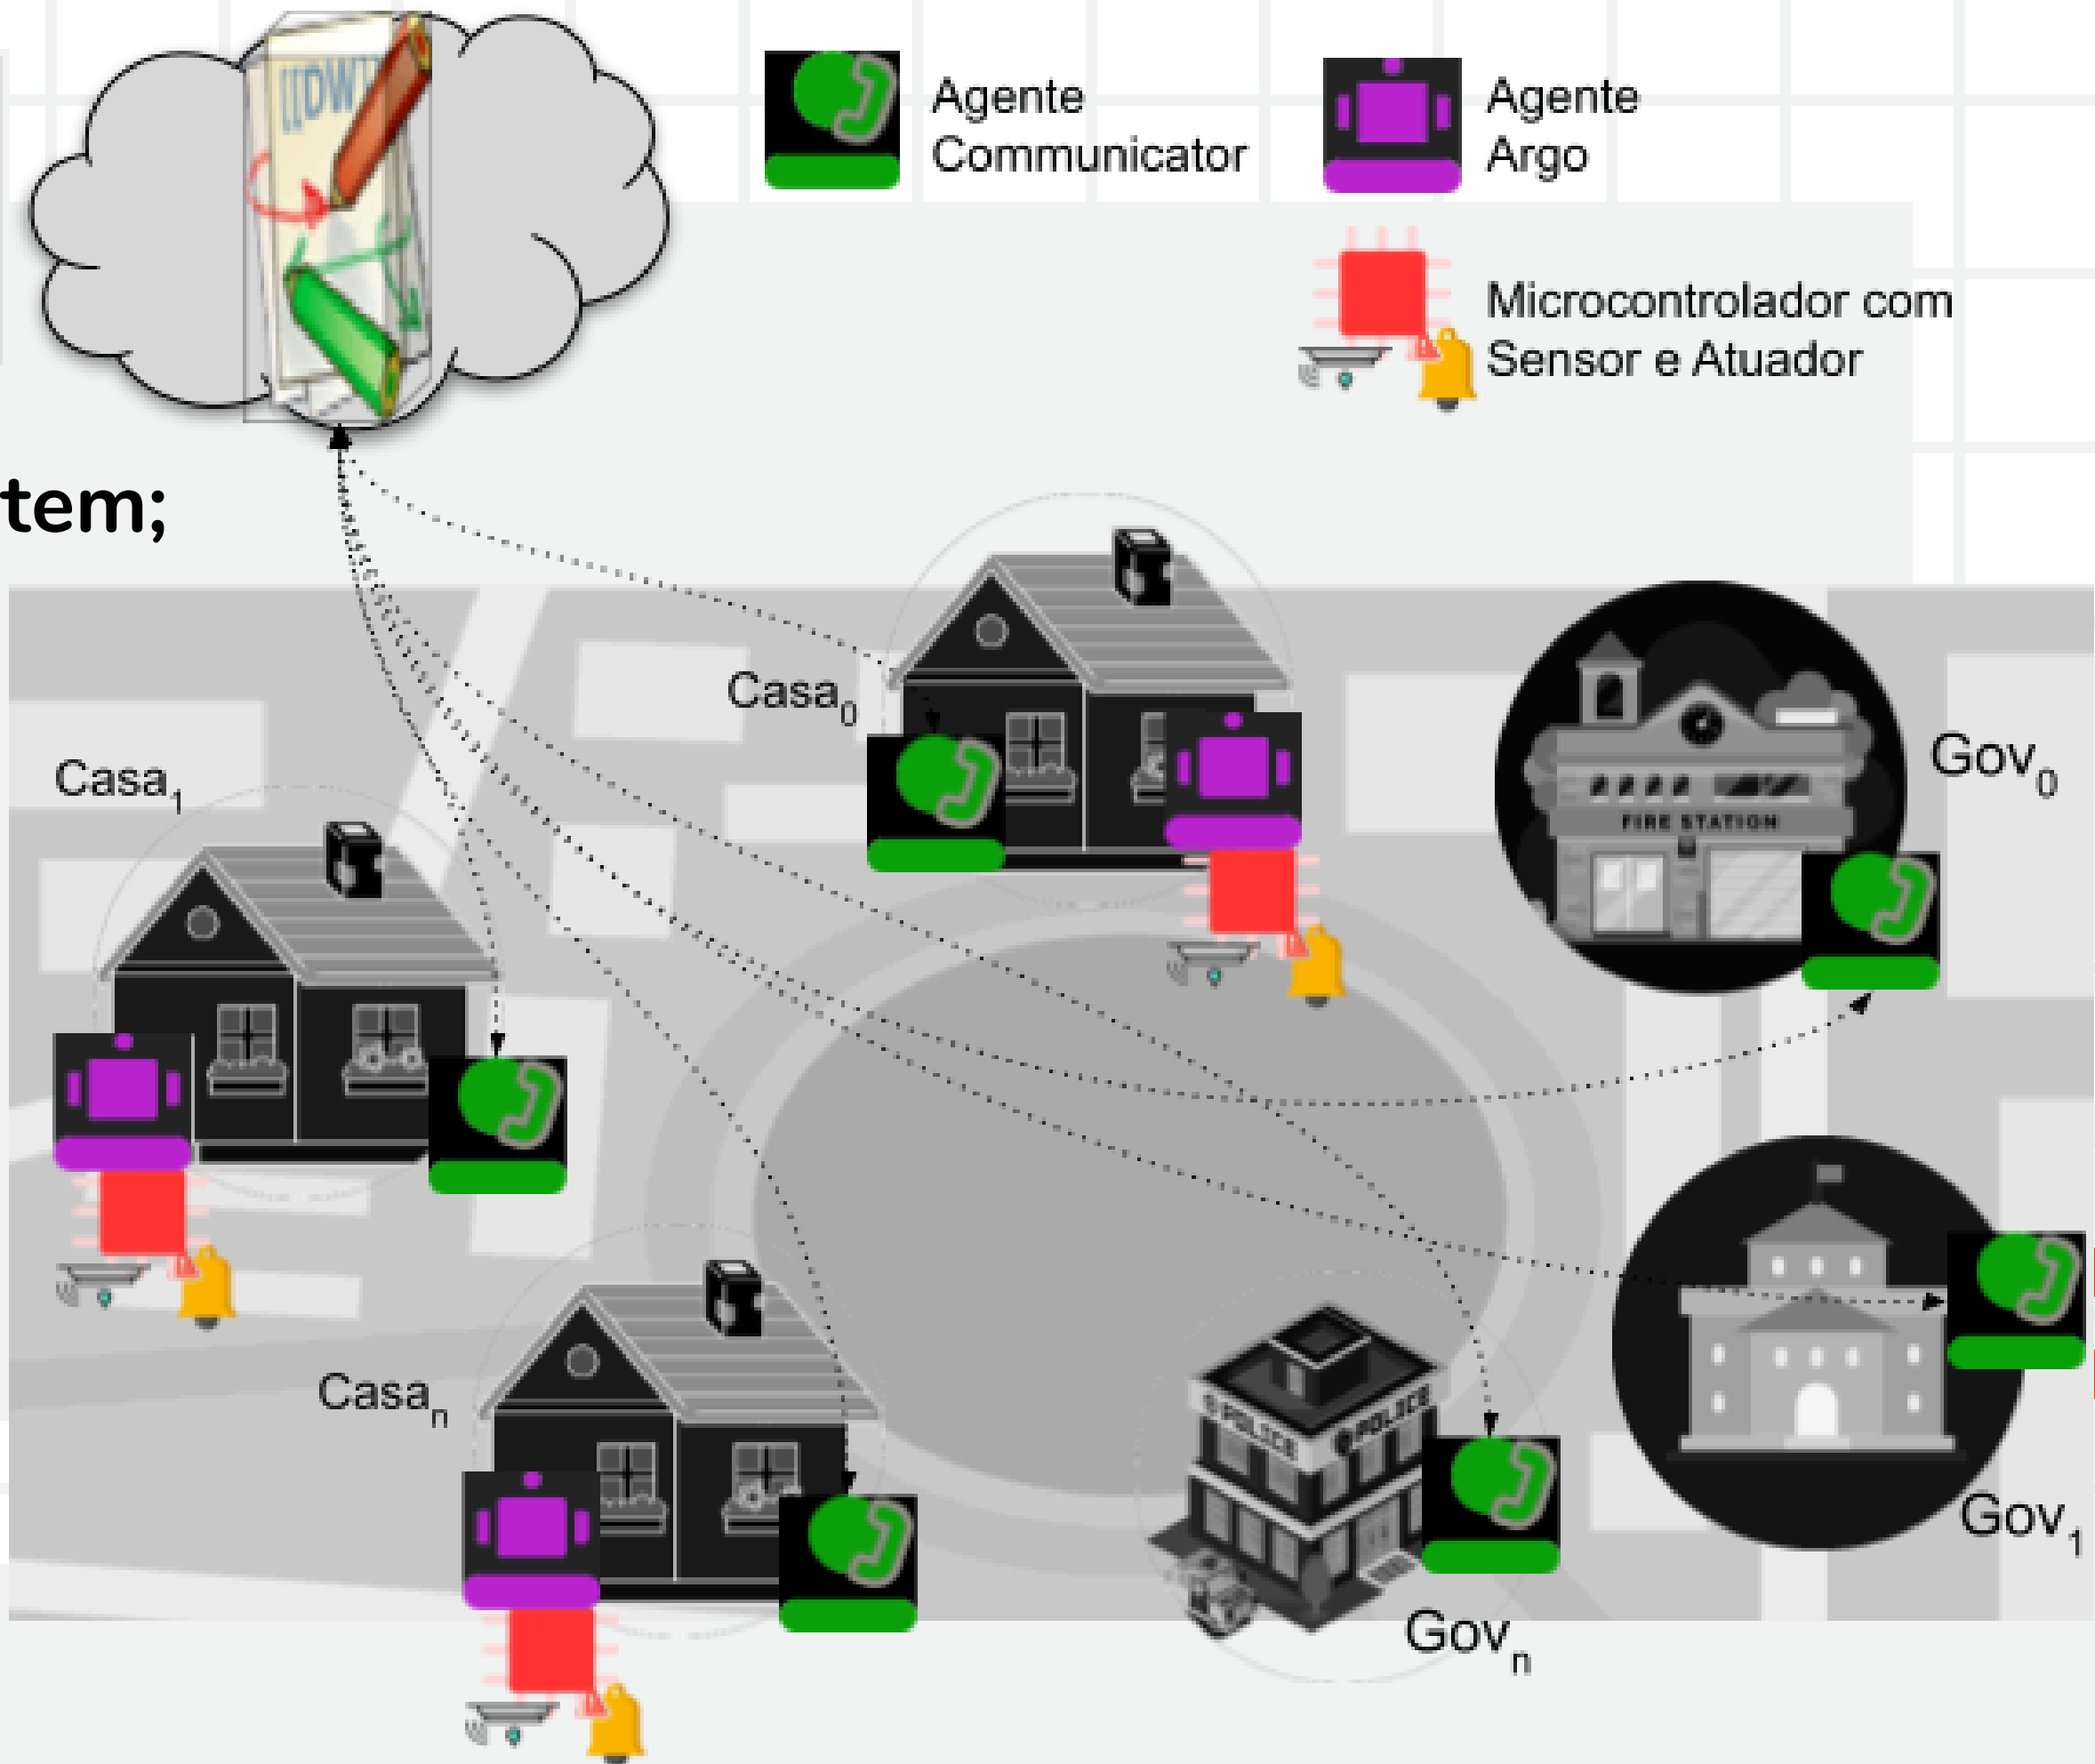 [[DW]]
Agente
Communicator
Agente
Argo
Microcontrolador com
Sensor e Atuador
tem;
Casa0
Casa1
FIRE STATION
Gov0
Casan
POLICE
POLICE
Gov1
Govn